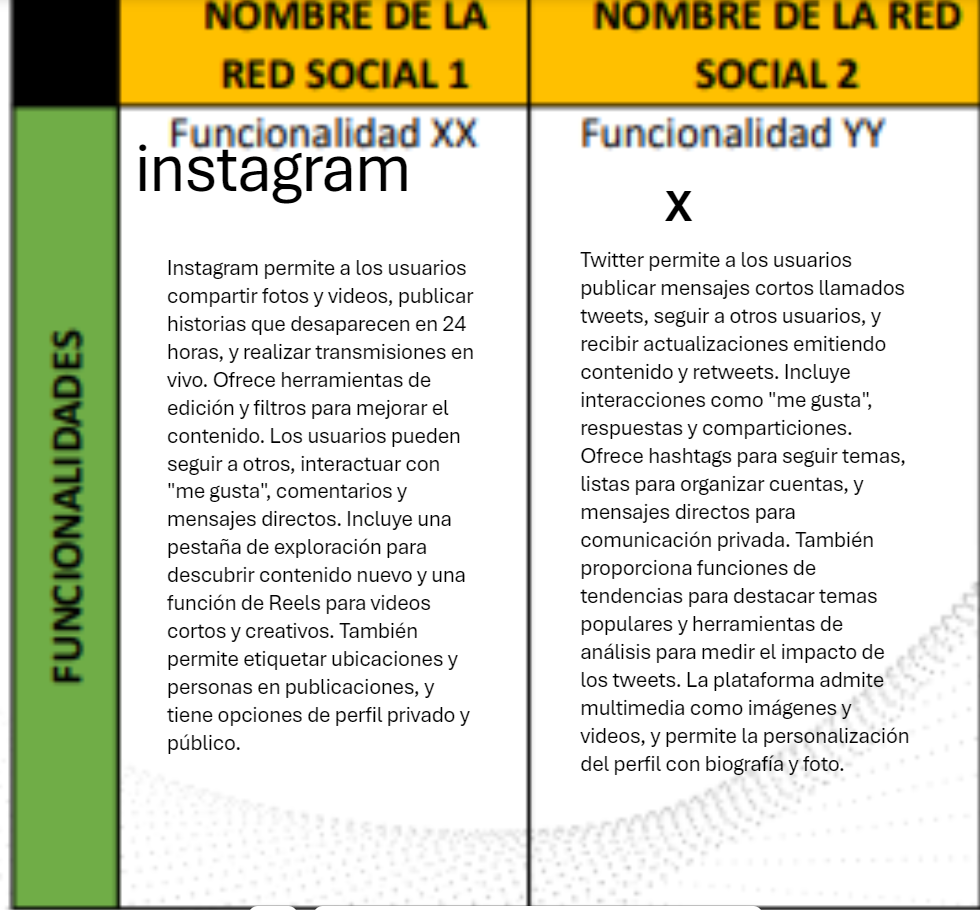 NOMBRE DE LA
RED SOCIAL 1
NOMBRE DE LA RED
SOCIAL 2
FUNCIONALIDADES
Funcionalidad XX
instagram
Instagram permite a los usuarios
compartir fotos y videos, publicar
historias que desaparecen en 24
horas, y realizar transmisiones en
vivo. Ofrece herramientas de
edición y filtros para mejorar el
contenido. Los usuarios pueden
seguir a otros, interactuar con
"me gusta", comentarios y
mensajes directos. Incluye una
pestaña de exploración para
descubrir contenido nuevo y una
función de Reels para videos
cortos y creativos. También
permite etiquetar ubicaciones y
personas en publicaciones, y
tiene opciones de perfil privado y
público.
Funcionalidad YY
X
Twitter permite a los usuarios
publicar mensajes cortos llamados
tweets, seguir a otros usuarios, y
recibir actualizaciones emitiendo
contenido y retweets. Incluye
interacciones como "me gusta",
respuestas y comparticiones.
Ofrece hashtags para seguir temas,
listas para organizar cuentas, y
mensajes directos para
comunicación privada. También
proporciona funciones de
tendencias para destacar temas
populares y herramientas de
análisis para medir el impacto de
los tweets. La plataforma admite
multimedia como imágenes y
videos, y permite la personalización
del perfil con biografía y foto.